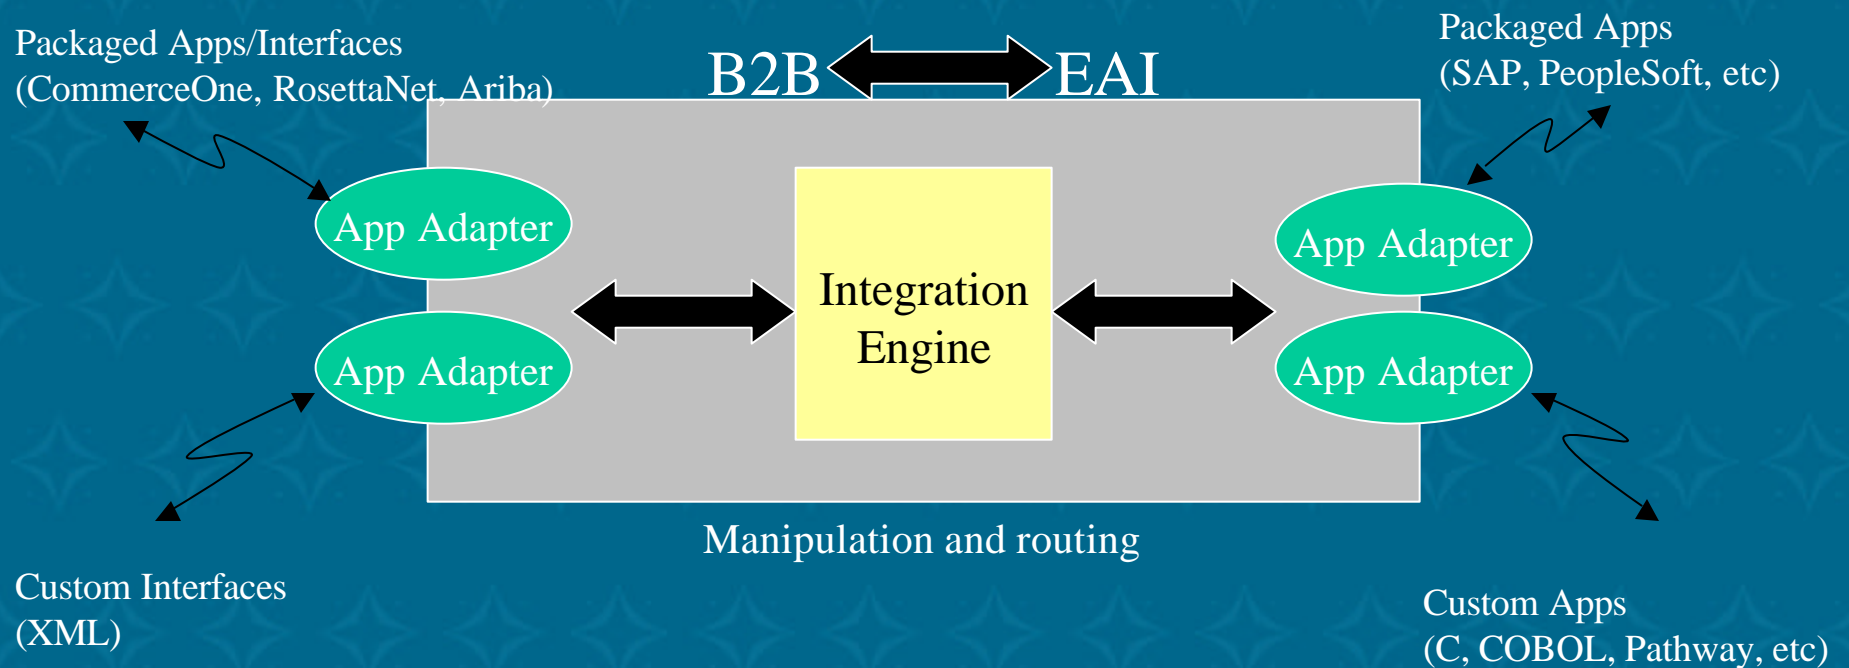 Packaged Apps/Interfaces
(CommerceOne, RosettaNet, Ariba)
B2B
EAI
Packaged Apps
(SAP, PeopleSoft, etc)
App Adapter
App Adapter
Integration
Engine
App Adapter
App Adapter
Manipulation and routing
Custom Interfaces
(XML)
Custom Apps
(C, COBOL, Pathway, etc)